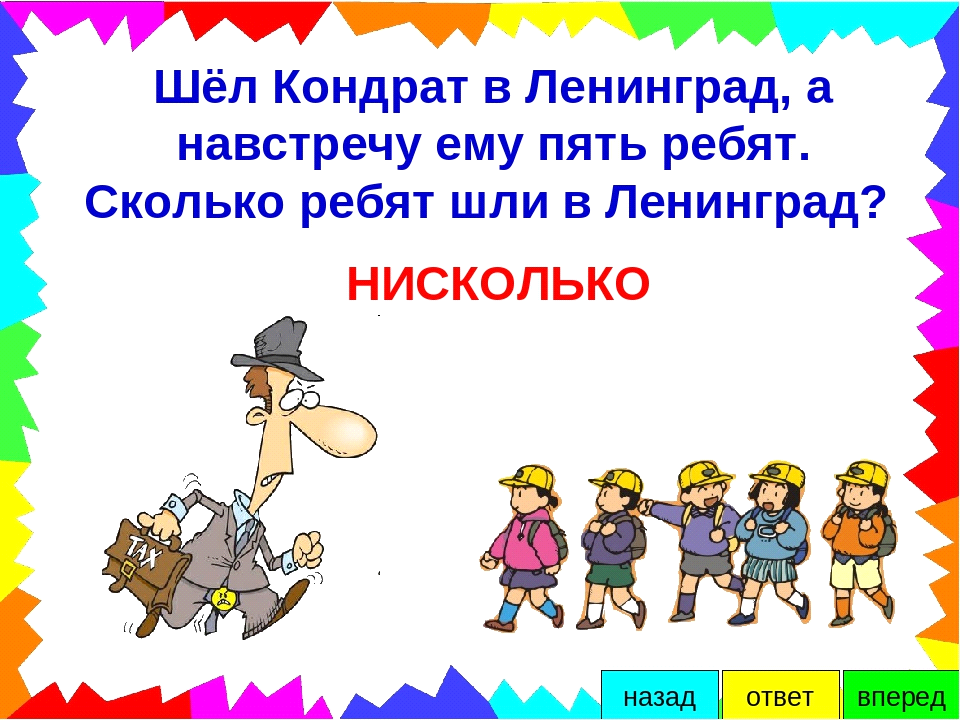 Шёл Кондрат в Ленинград, а
навстречу ему пять ребят.
Сколько ребят шли в Ленинград?
НИСКОЛЬКО
TAX
назад
ответ
вперед